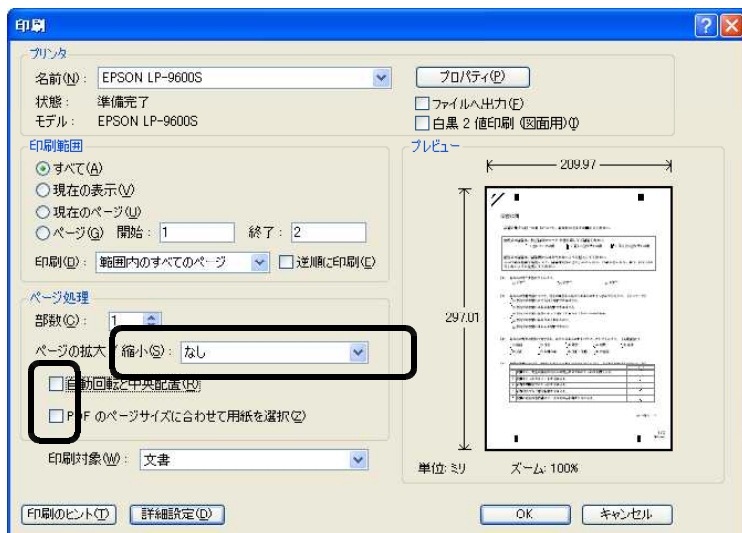 印刷
プリンタ
名前(N): EPSON LP-9600S
プロパティ(P)
状態: 準備完了
ファイルへ出力(F)
モデル: EPSON LP-9600S
白黒 2 値印刷 (図面用)(I)
印刷範囲
すべて(A)
現在の表示(V)
現在のページ(U)
ページ(G) 開始: 1 終了: 2
印刷(D): 範囲内のすべてのページ 逆順に印刷(E)
ページ処理
部数(C): 1
ページの拡大 / 縮小(S): なし
自動回転と中央配置(R)
PDF のページサイズに合わせて用紙を選択(Z)
印刷対象(W): 文書
プレビュー
209.97
297.01
単位: ミリ ズーム: 100%
印刷のヒント(T) 詳細設定(D) OK キャンセル